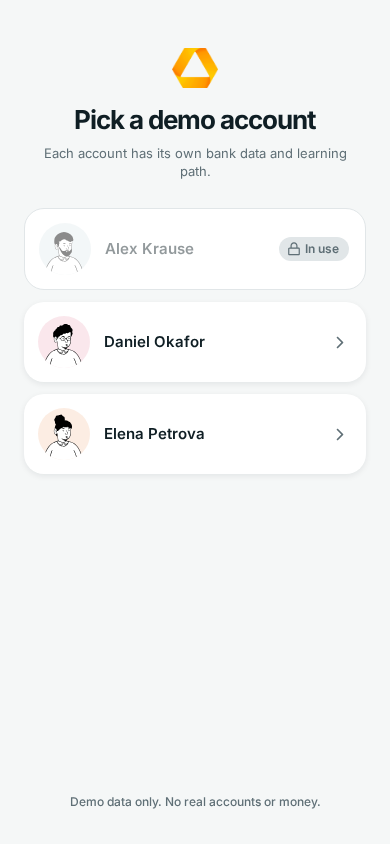 Pick a demo account
Each account has its own bank data and learning
path.
Alex Krause
In use
Daniel Okafor
Elena Petrova
Demo data only. No real accounts or money.